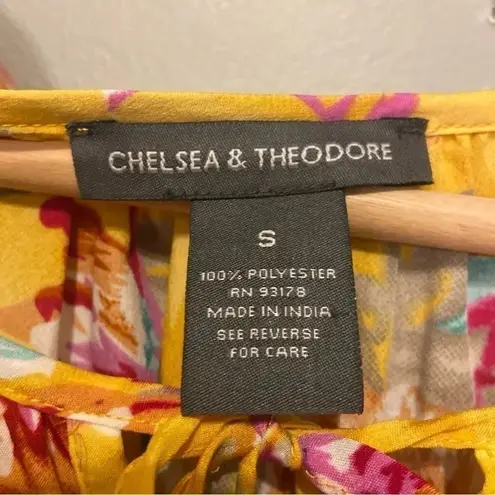 CHELSEA & THEODORE
S
100% POLYESTER
RN 93178
MADE IN INDIA
SEE REVERSE
FOR CARE